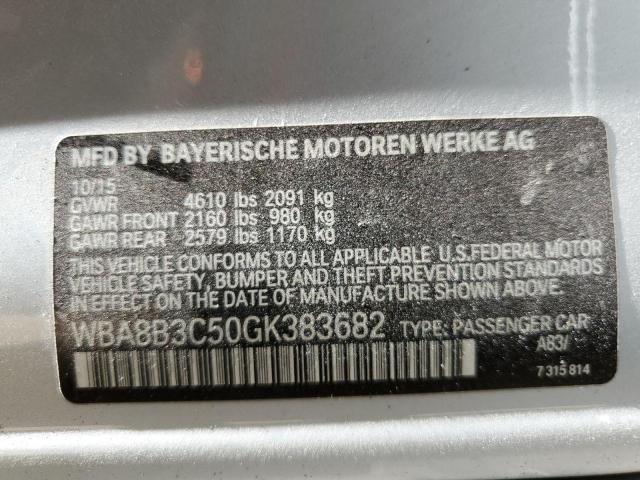 MFD BY BAYERISCHE MOTOREN WERKE AG
10/15
GVWR 4610 lbs 2091 kg
GAWR FRONT 2160 lbs 980 kg
GAWR REAR 2579 lbs 1170 kg
THIS VEHICLE CONFORMS TO ALL APPLICABLE U.S. FEDERAL MOTOR
VEHICLE SAFETY, BUMPER AND THEFT PREVENTION STANDARDS
IN EFFECT ON THE DATE OF MANUFACTURE SHOWN ABOVE.
WBA8B3C50GK383682 TYPE: PASSENGER CAR
A83/
7 315 814